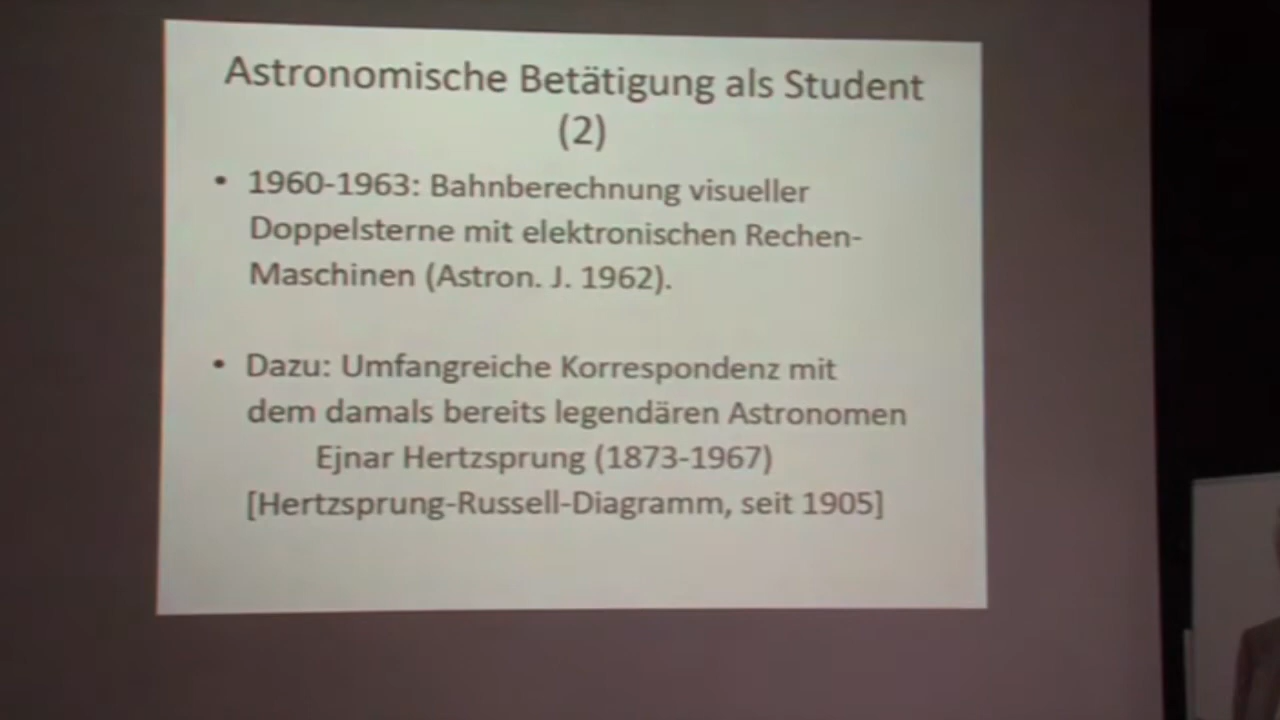 Astronomische Betätigung als Student
(2)
• 1960-1963: Bahnberechnung visueller
Doppelsterne mit elektronischen Rechen-
Maschinen (Astron. J. 1962).
• Dazu: Umfangreiche Korrespondenz mit
dem damals bereits legendären Astronomen
Ejnar Hertzsprung (1873-1967)
[Hertzsprung-Russell-Diagramm, seit 1905]